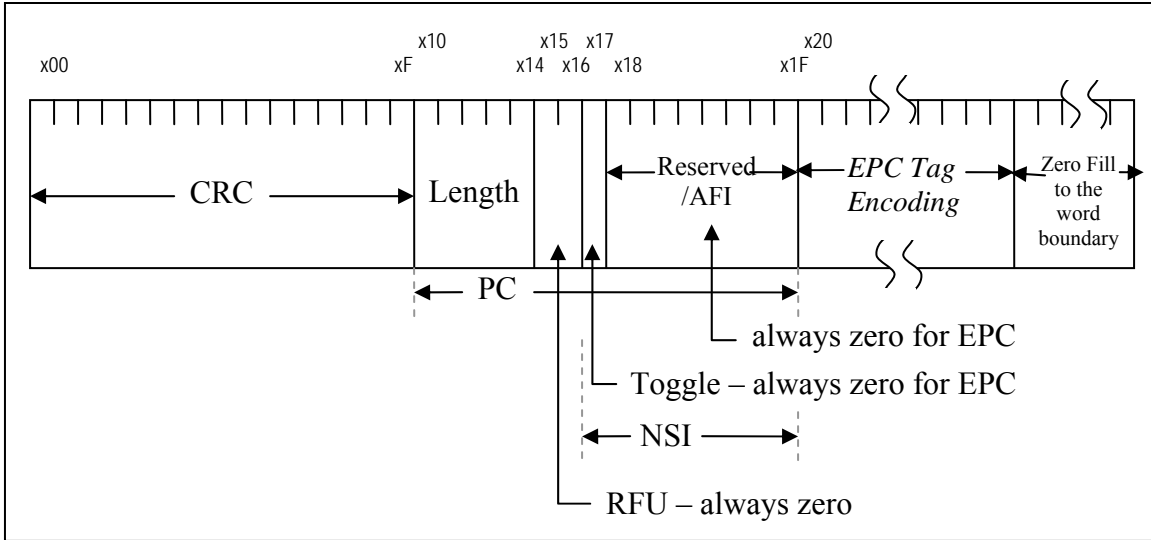 x10
x15
x17
x20
x00
xF
x14
x16
x18
x1F
CRC
Length
Reserved
/AFI
EPC Tag
Encoding
Zero Fill
to the
word
boundary
PC
always zero for EPC
Toggle – always zero for EPC
NSI
RFU – always zero